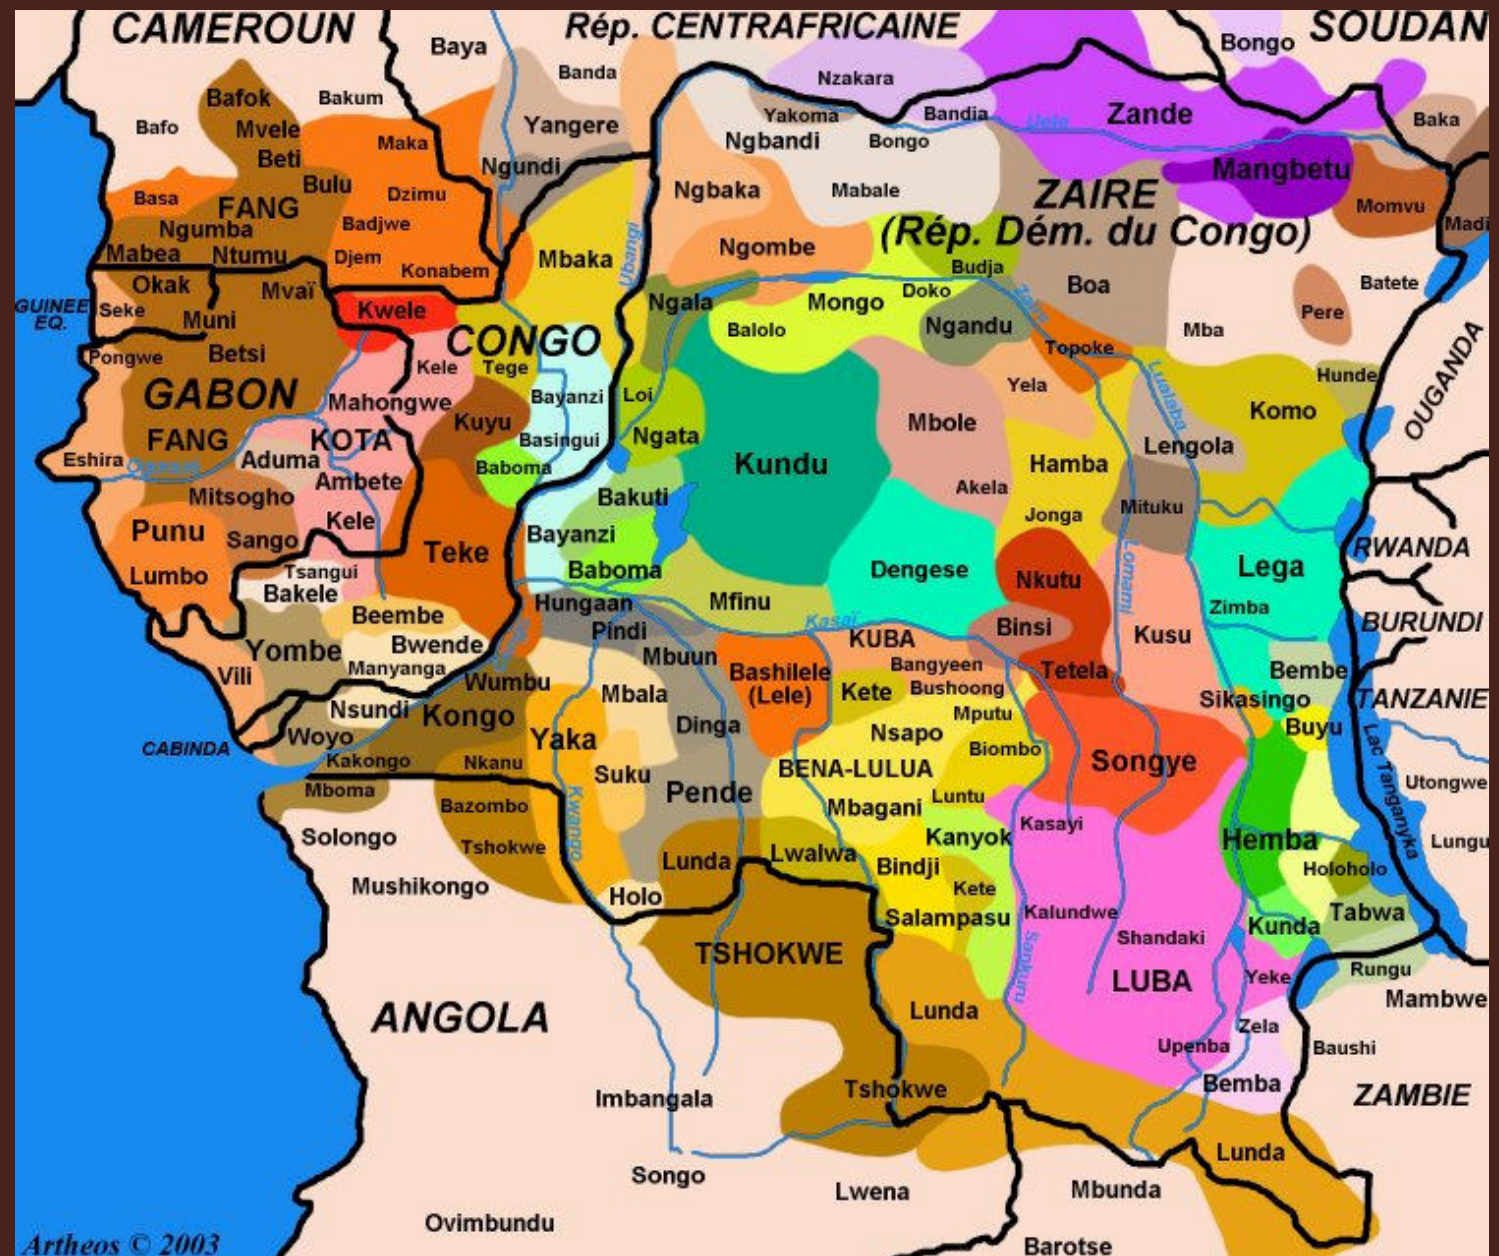 CAMEROUN
Baya
Rép. CENTRAFRICAINE
Bongo
SOUDAN
Banda
Nzakara
Bafok
Bakum
Yakoma
Bandia
Zande
Baka
Bafo
Mvele
Maka
Yangere
Ngbandi
Bongo
Uele
Beti
Ngundi
Mangbetu
Basa
Bulu
Dzimu
Ngbaka
Mabale
ZAIRE
(Rép. Dém. du Congo)
Momvu
Madi
FANG
Ngumba
Badjwe
Mabea
Ntumu
Djem
Konabem
Mbaka
Ubangi
Ngombe
Budja
Okak
Mvaï
Boa
Batete
GUINEE
EQ.
Seke
Muni
Kwele
Ngala
Mongo
Doko
Zaïre
Pere
Balolo
Ngandu
Mba
Pongwe
Betsi
CONGO
Topoke
OUGANDA
Kele
Tege
GABON
Mahongwe
Bayanzi
Loi
Yela
Lualaba
Hunde
Komo
FANG
KOTA
Kuyu
Basingui
Ngata
Mbole
Lengola
Eshira
Ogooué
Aduma
Baboma
Kundu
Hamba
Ambete
Mitsogho
Bakuti
Akela
Mituku
Punu
Sango
Kele
Bayanzi
Jonga
Teke
RWANDA
Lumbo
Tsangui
Bakele
Baboma
Dengese
Nkutu
Lomami
Lega
Hungaan
Mfinu
Zimba
Beembe
Kasaï
BURUNDI
Yombe
Bwende
Pindi
KUBA
Binsi
Kusu
Vili
Manyanga
Mbuun
Bashilele
(Lele)
Bangyeen
Tetela
Bembe
Wumbu
Mbala
Kete
Bushoong
Sikasingo
TANZANIE
Nsundi
Kongo
Mputu
Buyu
Woyo
Yaka
Dinga
Nsapo
Biombo
CABINDA
Kakongo
Nkanu
Suku
BENA-LULUA
Songye
Lac Tanganyka
Mboma
Bazombo
Pende
Mbagani
Luntu
Utongwe
Solongo
Tshokwe
Kwango
Kanyok
Kasayi
Hemba
Lungu
Lunda
Lwalwa
Bindji
Holoholo
Mushikongo
Holo
Kete
Salampasu
Kalundwe
Kunda
Tabwa
TSHOKWE
Shandaki
Sankuru
LUBA
Yeke
Rungu
ANGOLA
Lunda
Mambwe
Zela
Upenba
Baushi
Imbangala
Tshokwe
Bemba
ZAMBIE
Songo
Lunda
Lwena
Mbunda
Ovimbundu
Barotse
Artheos © 2003